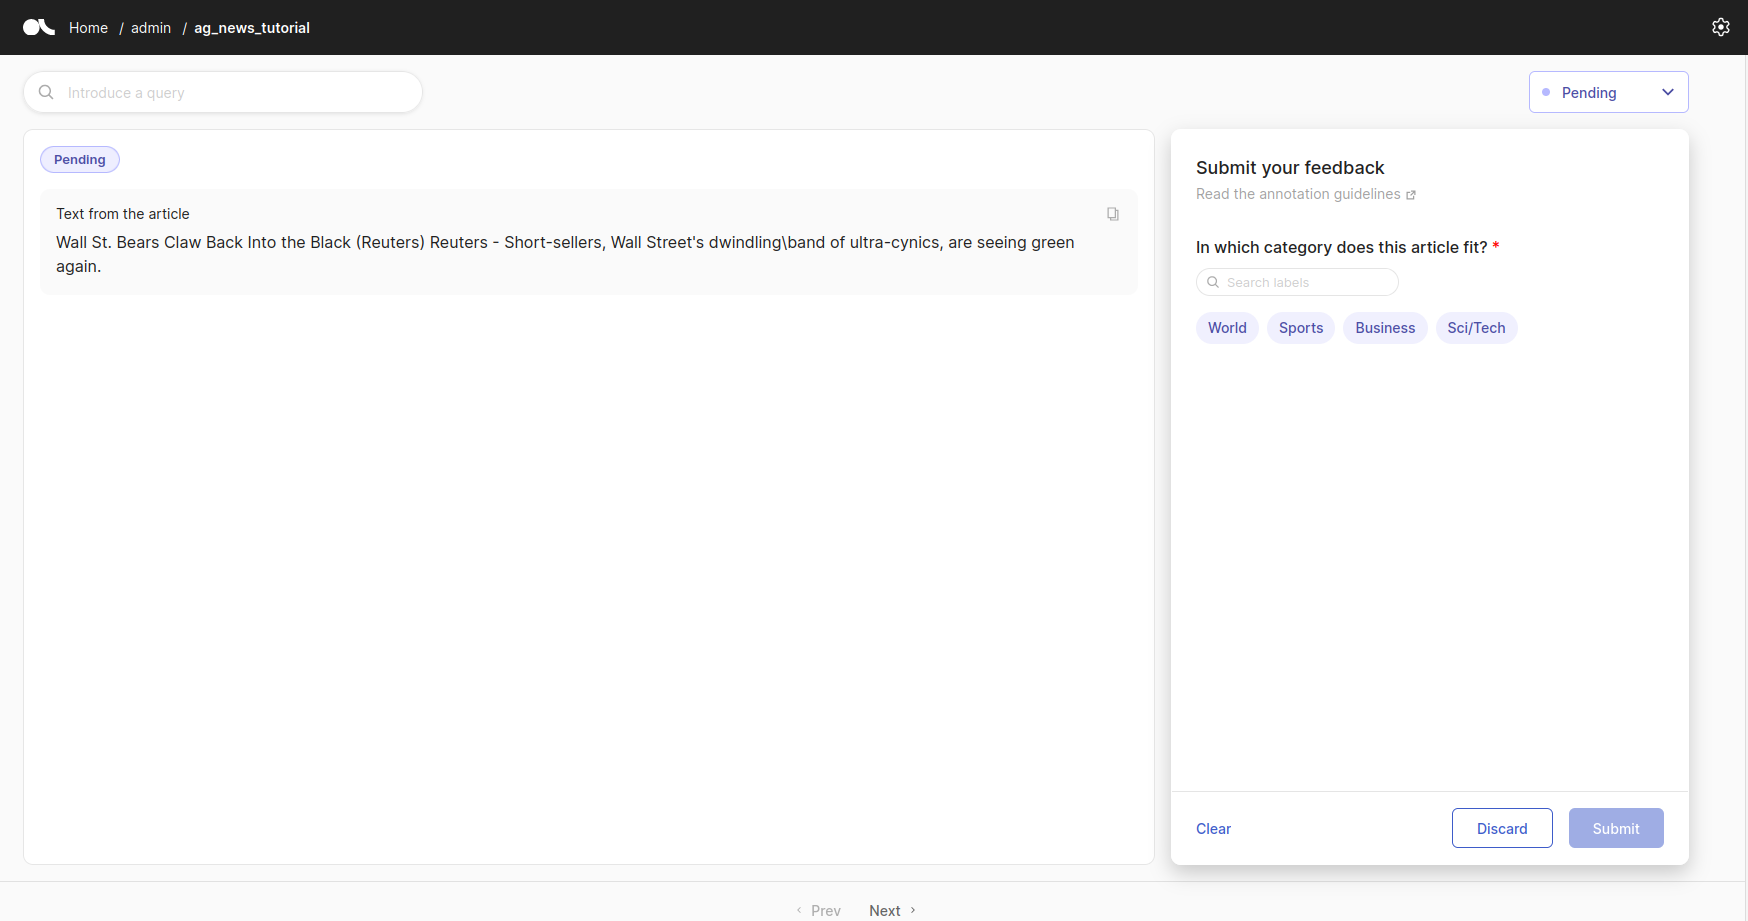 Home / admin / ag_news_tutorial
Introduce a query
Pending
Pending
Text from the article
Wall St. Bears Claw Back Into the Black (Reuters) Reuters - Short-sellers, Wall Street's dwindling\band of ultra-cynics, are seeing green
again.
Submit your feedback
Read the annotation guidelines
In which category does this article fit? *
Search labels
World Sports Business Sci/Tech
Clear Discard Submit
‹ Prev Next ›